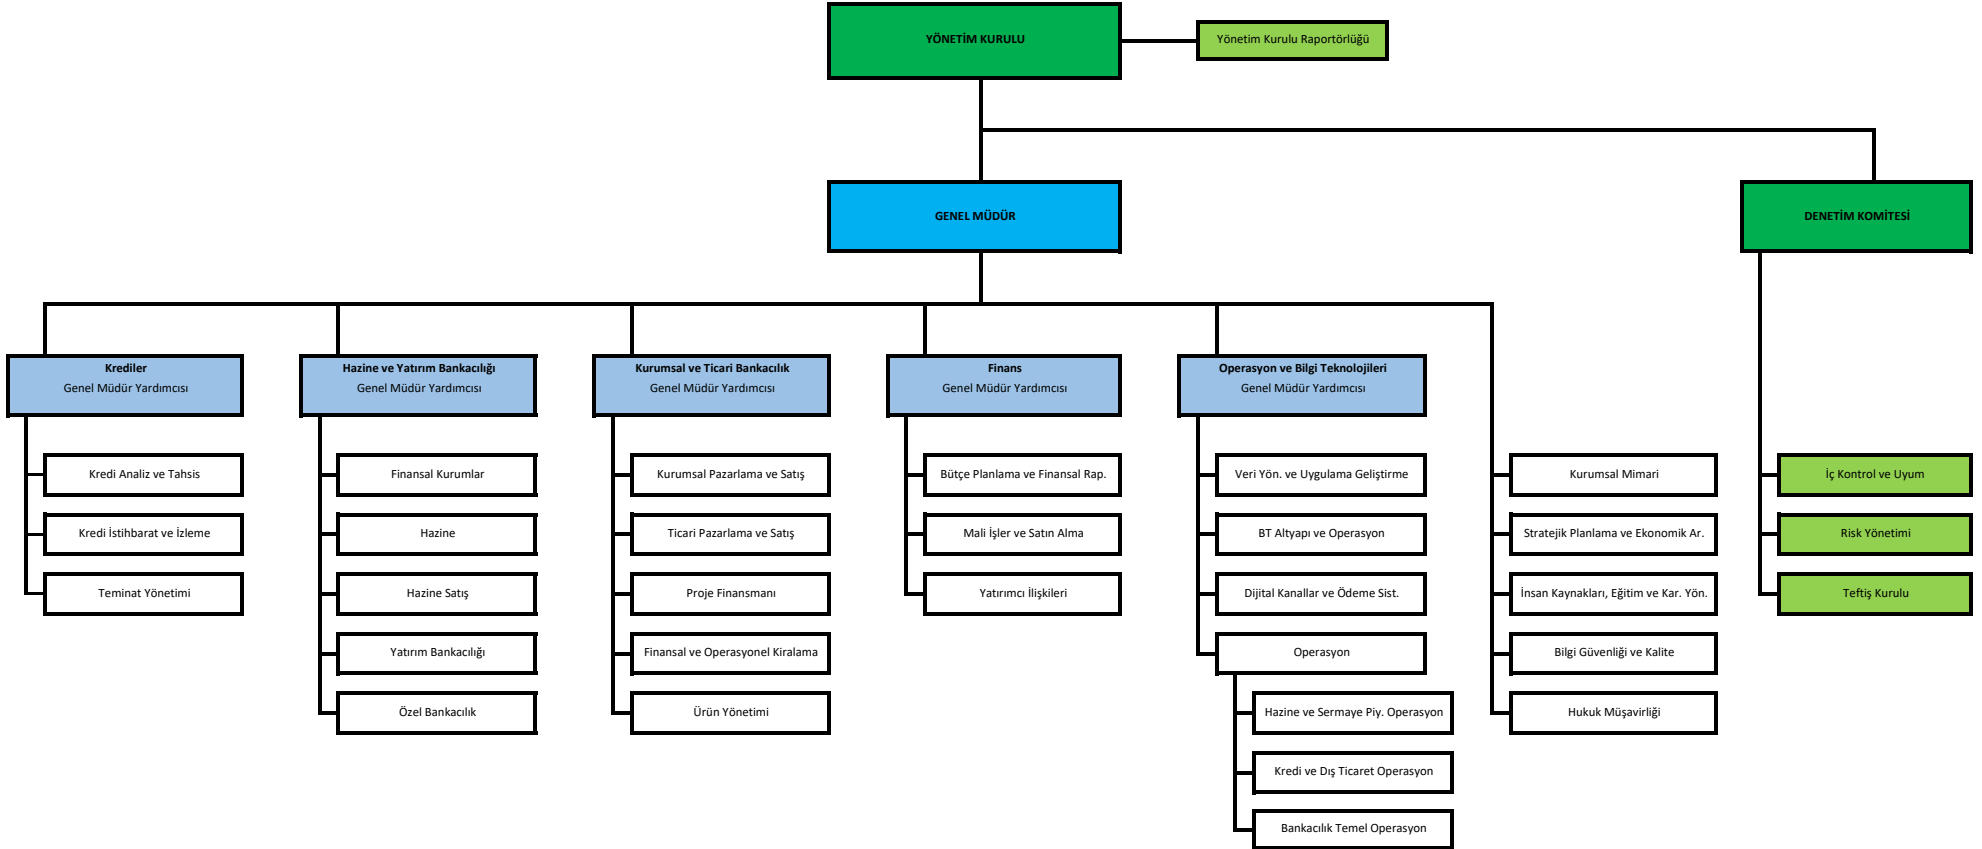 YÖNETİM KURULU
Yönetim Kurulu Raportörlüğü
GENEL MÜDÜR
DENETİM KOMİTESİ
Krediler
Genel Müdür Yardımcısı
Hazine ve Yatırım Bankacılığı
Genel Müdür Yardımcısı
Kurumsal ve Ticari Bankacılık
Genel Müdür Yardımcısı
Finans
Genel Müdür Yardımcısı
Operasyon ve Bilgi Teknolojileri
Genel Müdür Yardımcısı
Kredi Analiz ve Tahsis
Kredi İstihbarat ve İzleme
Teminat Yönetimi
Finansal Kurumlar
Hazine
Hazine Satış
Yatırım Bankacılığı
Özel Bankacılık
Kurumsal Pazarlama ve Satış
Ticari Pazarlama ve Satış
Proje Finansmanı
Finansal ve Operasyonel Kiralama
Ürün Yönetimi
Bütçe Planlama ve Finansal Rap.
Mali İşler ve Satın Alma
Yatırımcı İlişkileri
Veri Yön. ve Uygulama Geliştirme
BT Altyapı ve Operasyon
Dijital Kanallar ve Ödeme Sist.
Operasyon
Hazine ve Sermaye Piy. Operasyon
Kredi ve Dış Ticaret Operasyon
Bankacılık Temel Operasyon
Kurumsal Mimari
Stratejik Planlama ve Ekonomik Ar.
İnsan Kaynakları, Eğitim ve Kar. Yön.
Bilgi Güvenliği ve Kalite
Hukuk Müşavirliği
İç Kontrol ve Uyum
Risk Yönetimi
Teftiş Kurulu